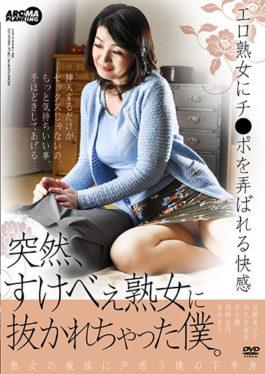 AROMA
PLANNING
エロ熟女にチ●ポを弄ばれる快感
挿入するだけが、
セックスじゃないの、
もっと気持ちいい事、
手ほどきしてあげる…
突然、
すけべぇ熟女に
抜かれちゃった僕。
DVD
VIDEO
熟女の視線に戸惑う僕の下半身